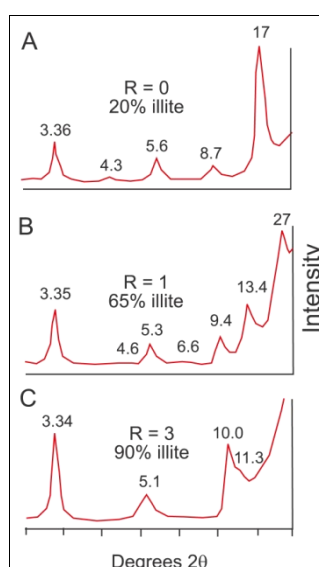 A
17
R = 0
20% illite
3.36
4.3
5.6
8.7
B
27
R = 1
65% illite
3.35
4.6
5.3
6.6
9.4
13.4
Intensity
C
3.34
R = 3
90% illite
5.1
10.0
11.3
Degrees 2θ